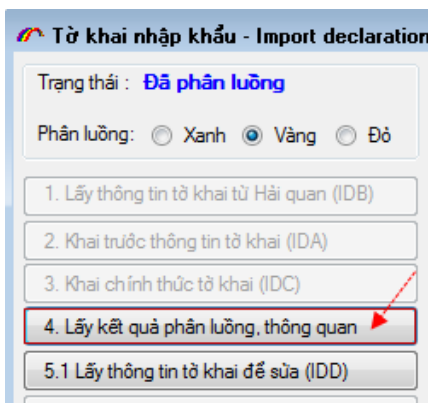 Tờ khai nhập khẩu - Import declaration
Trạng thái : Đã phân luồng
Phân luồng: Xanh Vàng Đỏ
1. Lấy thông tin tờ khai từ Hải quan (IDB)
2. Khai trước thông tin tờ khai (IDA)
3. Khai chính thức tờ khai (IDC)
4. Lấy kết quả phân luồng, thông quan
5.1 Lấy thông tin tờ khai để sửa (IDD)